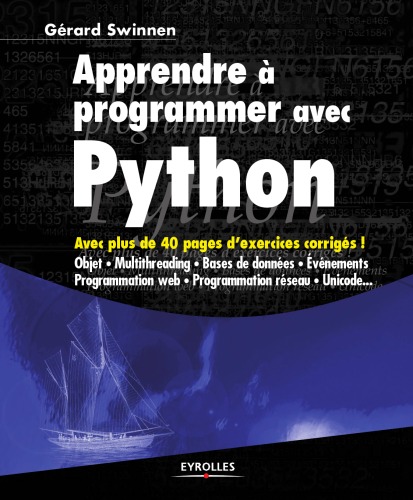 Gérard Swinnen
Apprendre à
programmer avec
Python
Avec plus de 40 pages d'exercices corrigés !
Objet • Multithreading • Bases de données • Événements
Programmation web • Programmation réseau • Unicode...
EYROLLES